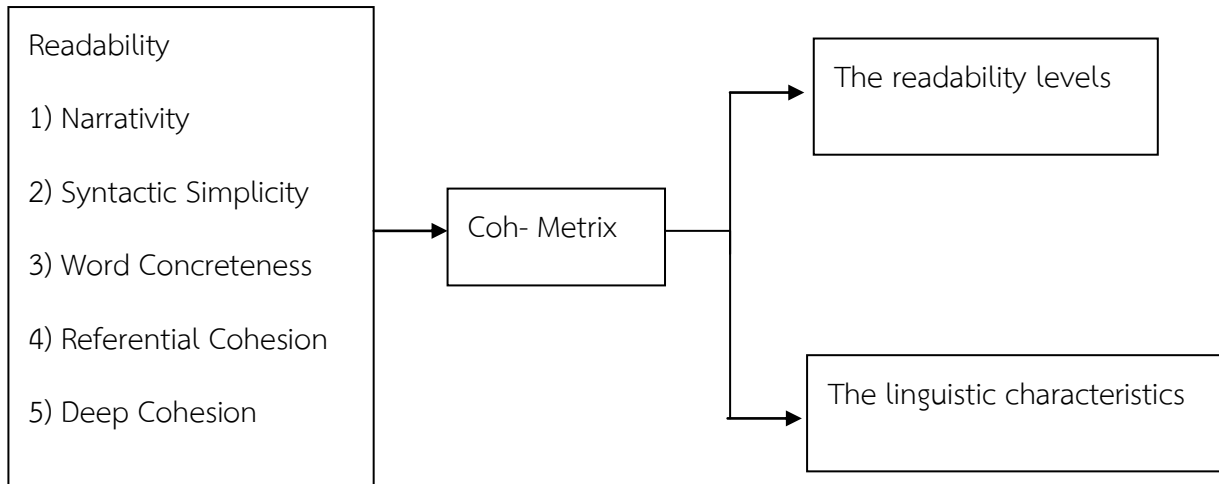 Readability
1) Narrativity
2) Syntactic Simplicity
3) Word Concreteness
4) Referential Cohesion
5) Deep Cohesion
Coh- Metrix
The readability levels
The linguistic characteristics